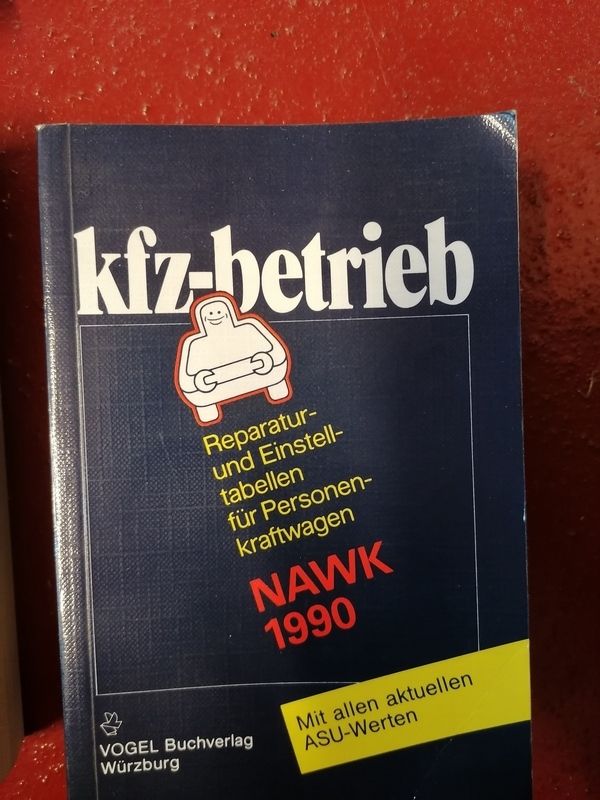 kfz-betrieb
Reparatur-
und Einstell-
tabellen
für Personen-
kraftwagen
NAWK
1990
Mit allen aktuellen
ASU-Werten
VOGEL Buchverlag
Würzburg